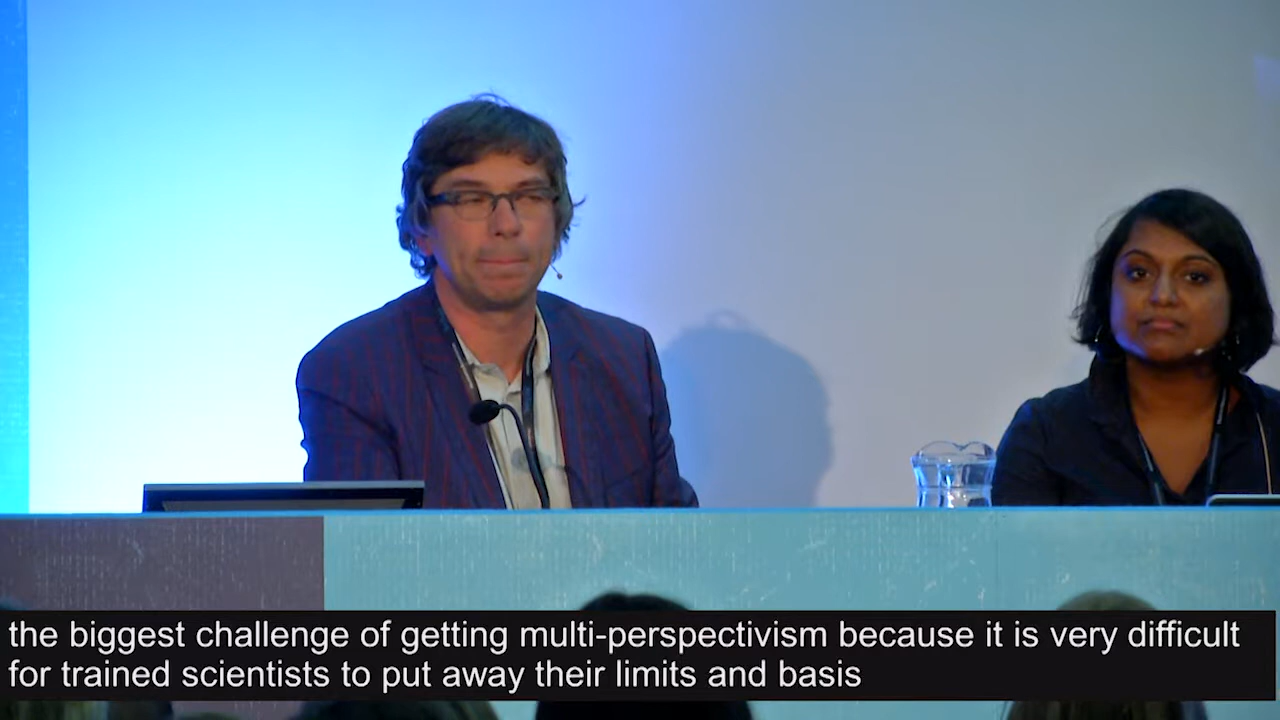 the biggest challenge of getting multi-perspectivism because it is very difficult
for trained scientists to put away their limits and basis